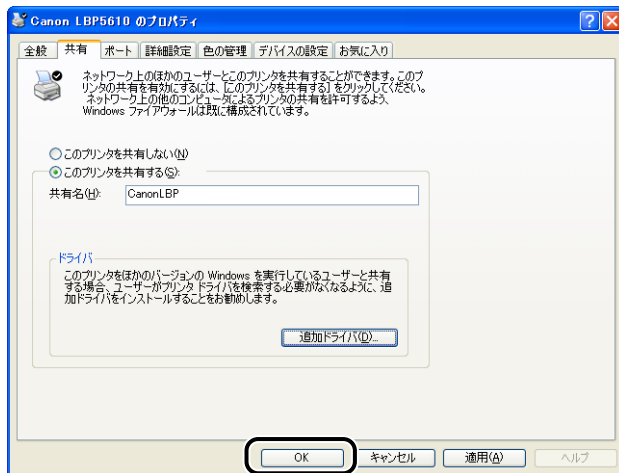 Canon LBP5610 のプロパティ
全般 共有 ポート 詳細設定 色の管理 デバイスの設定 お気に入り
ネットワーク上のほかのユーザーとこのプリンタを共有することができます。このプ
リンタの共有を有効にするには、[このプリンタを共有する] をクリックしてください。
ネットワーク上の他のコンピュータによるプリンタの共有を許可するよう、
Windows ファイアウォールは既に構成されています。
このプリンタを共有しない(N)
このプリンタを共有する(S):
共有名(H): CanonLBP
ドライバ
このプリンタをほかのバージョンの Windows を実行しているユーザーと共有
する場合、ユーザーがプリンタ ドライバを検索する必要がなくなるように、追
加ドライバをインストールすることをお勧めします。
追加ドライバ(D)...
OK キャンセル 適用(A) ヘルプ